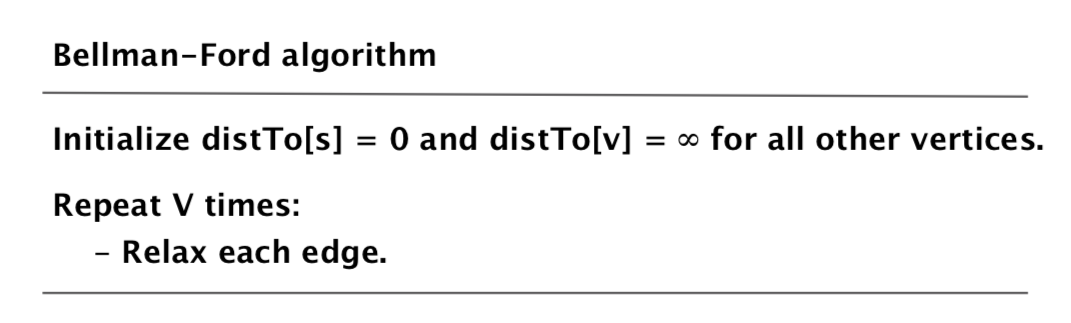 Bellman-Ford algorithm
Initialize distTo[s] = 0 and distTo[v] = ∞ for all other vertices.
Repeat V times:
- Relax each edge.